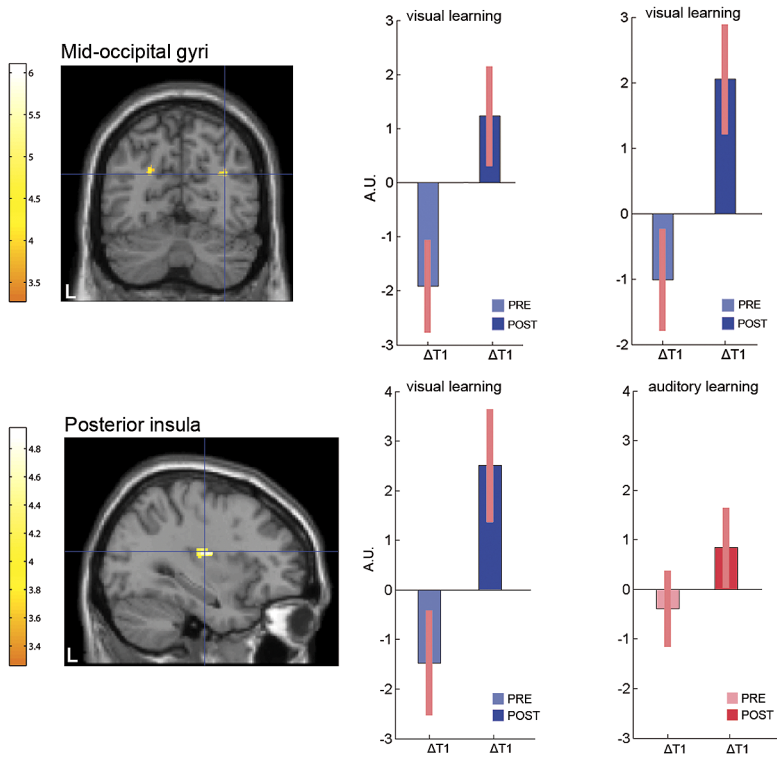 Mid-occipital gyri
6
5.5
5
4.5
4
3.5
L
visual learning
3
2
1
0
-1
-2
-3
A.U.
PRE
POST
ΔT1 ΔT1
visual learning
3
2
1
0
-1
-2
PRE
POST
ΔT1 ΔT1
Posterior insula
4.8
4.6
4.4
4.2
4
3.8
3.6
3.4
L
visual learning
4
3
2
1
0
-1
-2
-3
A.U.
PRE
POST
ΔT1 ΔT1
auditory learning
4
3
2
1
0
-1
-2
-3
PRE
POST
ΔT1 ΔT1